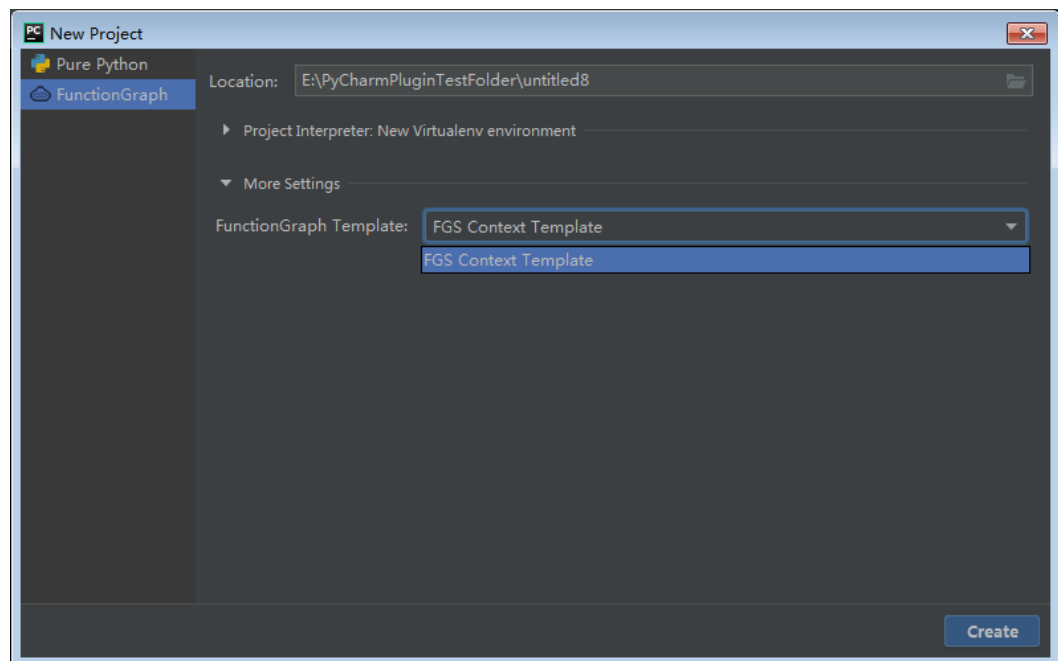 PC New Project
Pure Python
FunctionGraph
Location: E:\PyCharmPluginTestFolder\untitled8
Project Interpreter: New Virtualenv environment
More Settings
FunctionGraph Template: FGS Context Template
FGS Context Template
Create